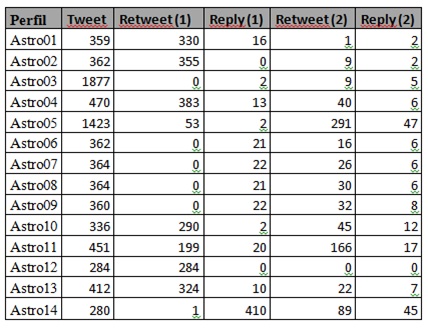 Perfil Tweet Retweet (1) Reply (1) Retweet (2) Reply (2)
Astro01 359 330 16 1 2
Astro02 362 355 0 9 2
Astro03 1877 0 2 9 5
Astro04 470 383 13 40 6
Astro05 1423 53 2 291 47
Astro06 362 0 21 16 6
Astro07 364 0 22 26 6
Astro08 364 0 21 30 6
Astro09 360 0 22 32 8
Astro10 336 290 2 45 12
Astro11 451 199 20 166 17
Astro12 284 284 0 0 0
Astro13 412 324 10 22 7
Astro14 280 1 410 89 45